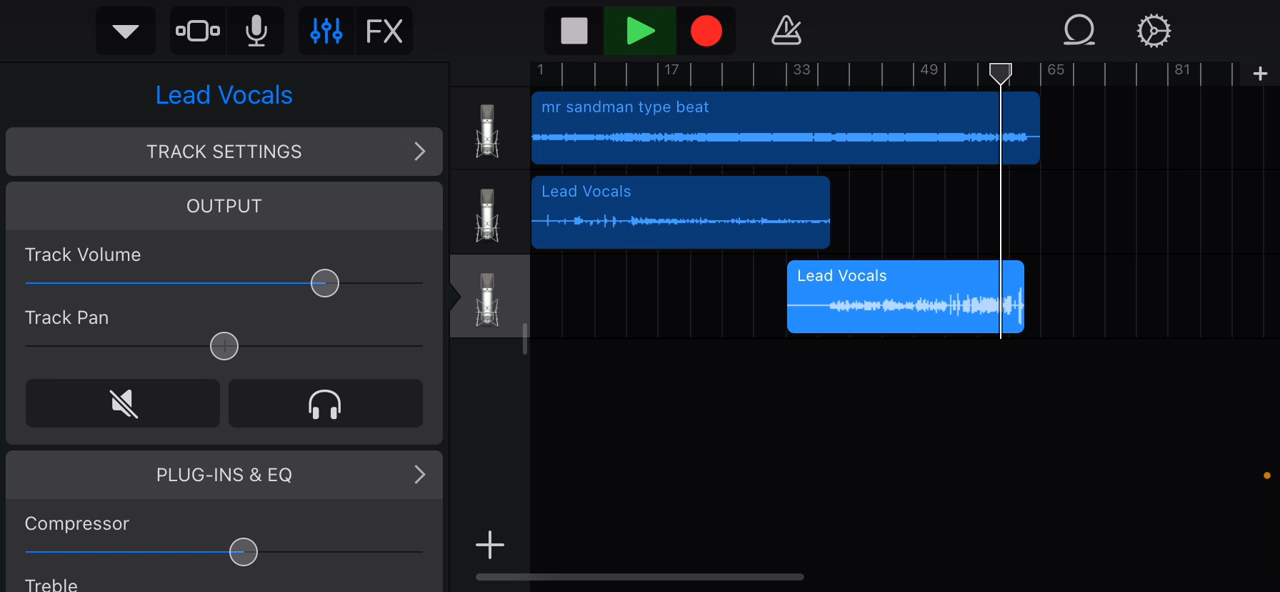 FX
Lead Vocals
TRACK SETTINGS
OUTPUT
Track Volume
Track Pan
PLUG-INS & EQ
Compressor
Treble
1 17 33 49 65 81
mr sandman type beat
Lead Vocals
Lead Vocals